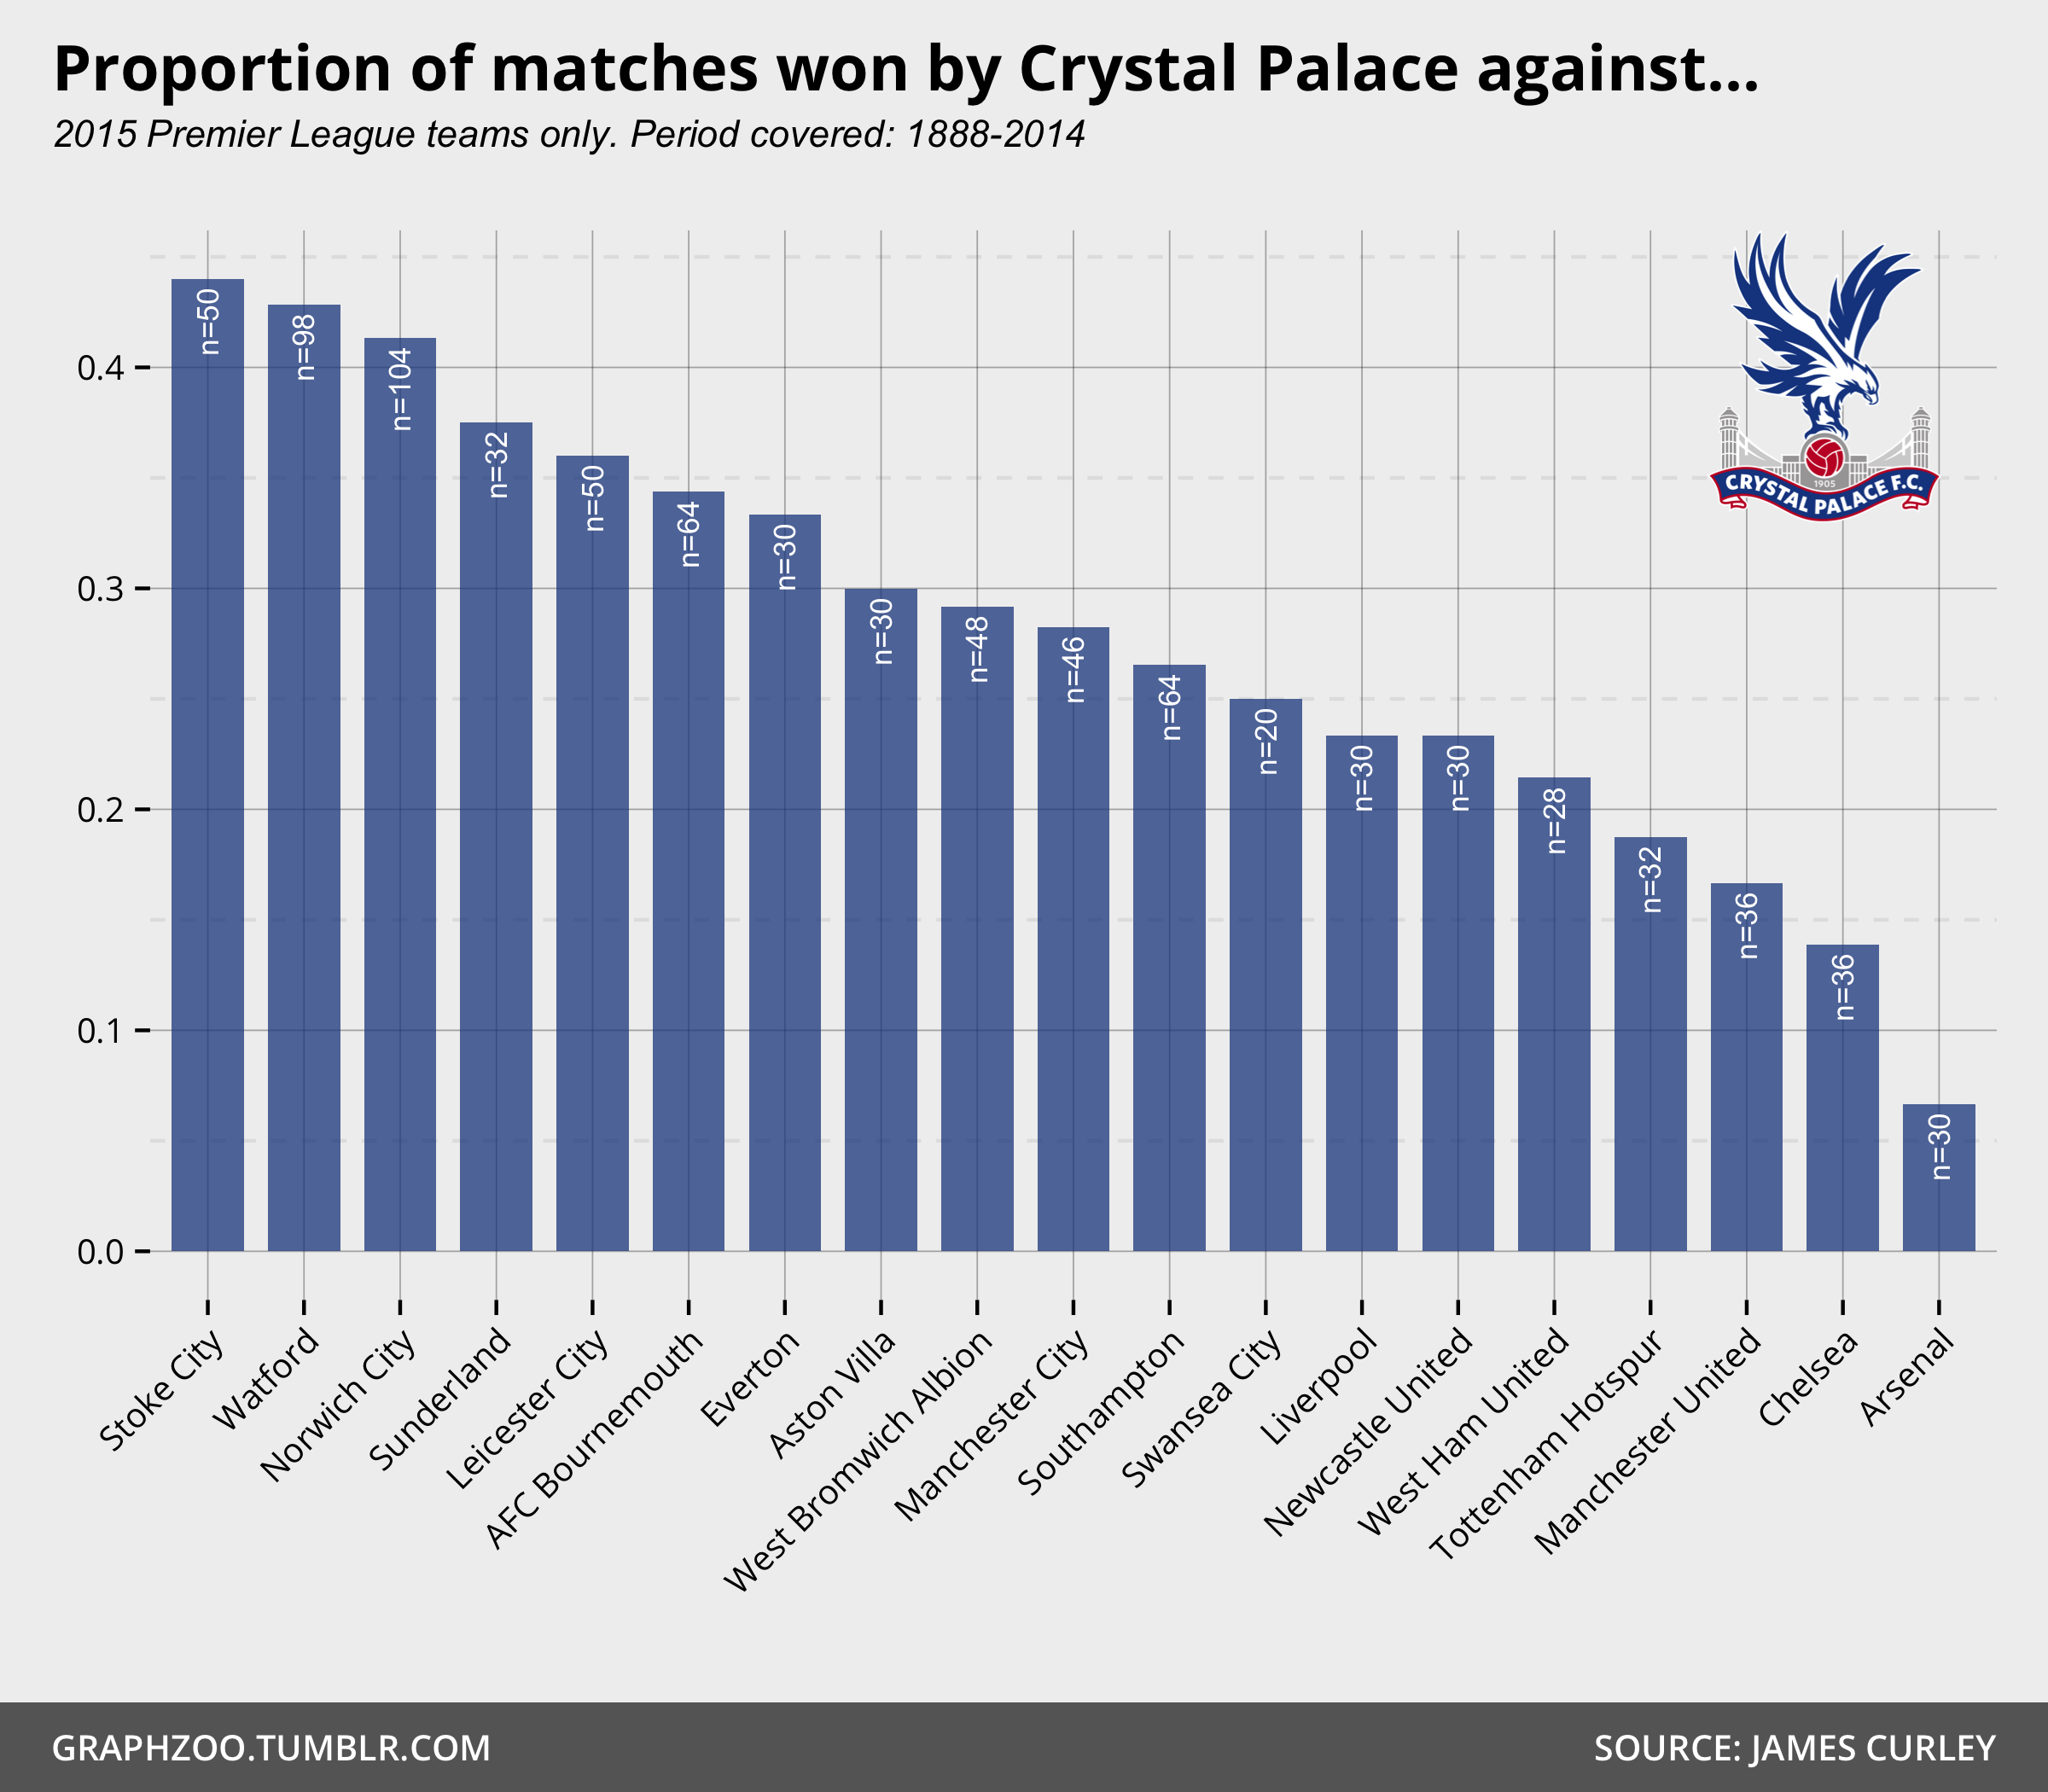 Proportion of matches won by Crystal Palace against...
2015 Premier League teams only. Period covered: 1888-2014
0.4
0.3
0.2
0.1
0.0
n=50
n=98
n=104
n=32
n=50
n=64
n=30
n=30
n=48
n=46
n=64
n=20
n=30
n=30
n=28
n=32
n=36
n=36
n=30
1905
CRYSTAL PALACE F.C.
Stoke City
Watford
Norwich City
Sunderland
Leicester City
AFC Bournemouth
Everton
Aston Villa
West Bromwich Albion
Manchester City
Southampton
Swansea City
Liverpool
Newcastle United
West Ham United
Tottenham Hotspur
Manchester United
Chelsea
Arsenal
GRAPHZOO.TUMBLR.COM
SOURCE: JAMES CURLEY